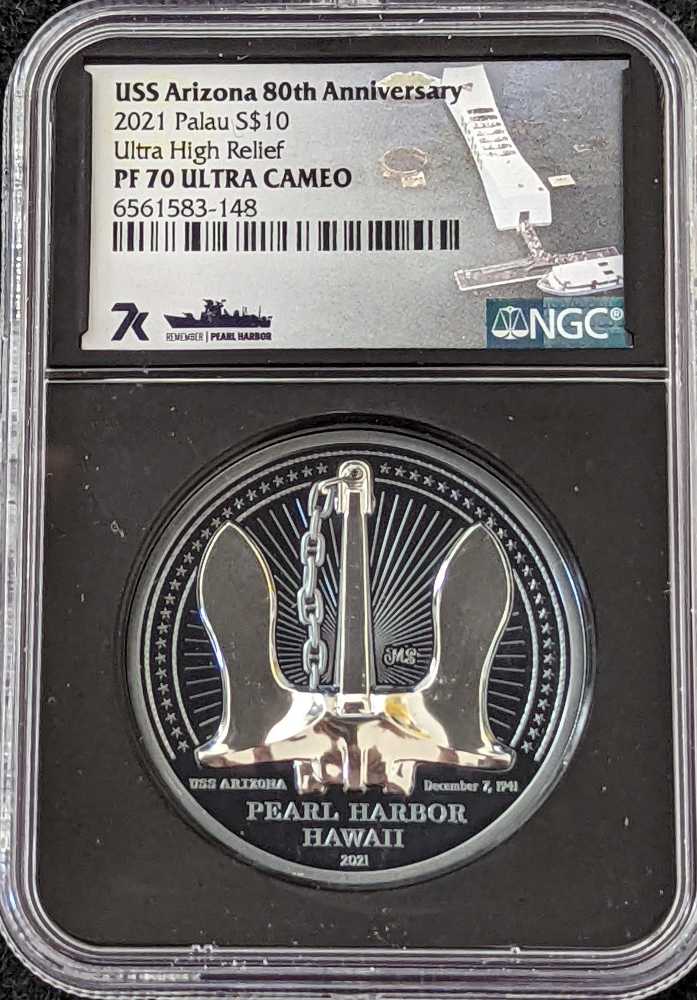 USS Arizona 80th Anniversary
2021 Palau S$10
Ultra High Relief
PF 70 ULTRA CAMEO
6561583-148
7K
REMEMBER | PEARL HARBOR
NGC®
ML
USS ARIZONA
December 7, 1941
PEARL HARBOR
HAWAII
2021